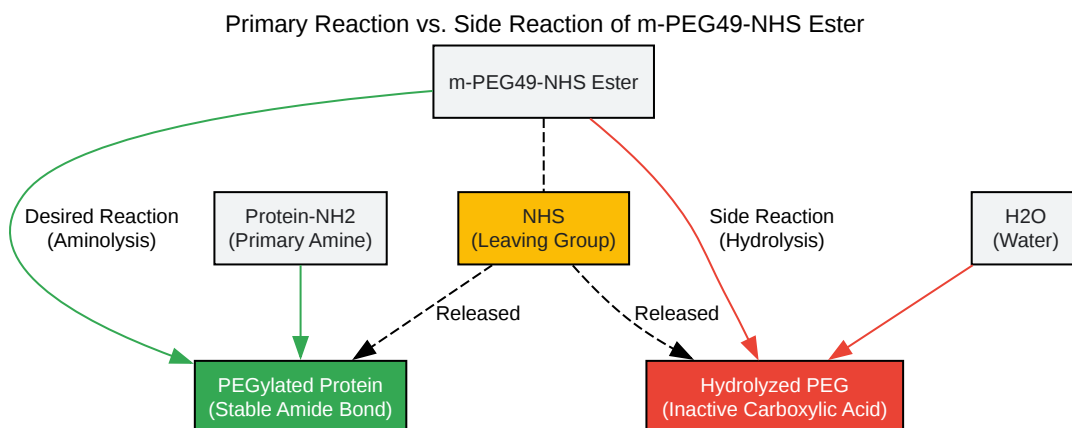 Primary Reaction vs. Side Reaction of m-PEG49-NHS Ester
m-PEG49-NHS Ester
Desired Reaction
(Aminolysis)
Protein-NH2
(Primary Amine)
NHS
(Leaving Group)
Side Reaction
(Hydrolysis)
H2O
(Water)
Released
Released
PEGylated Protein
(Stable Amide Bond)
Hydrolyzed PEG
(Inactive Carboxylic Acid)